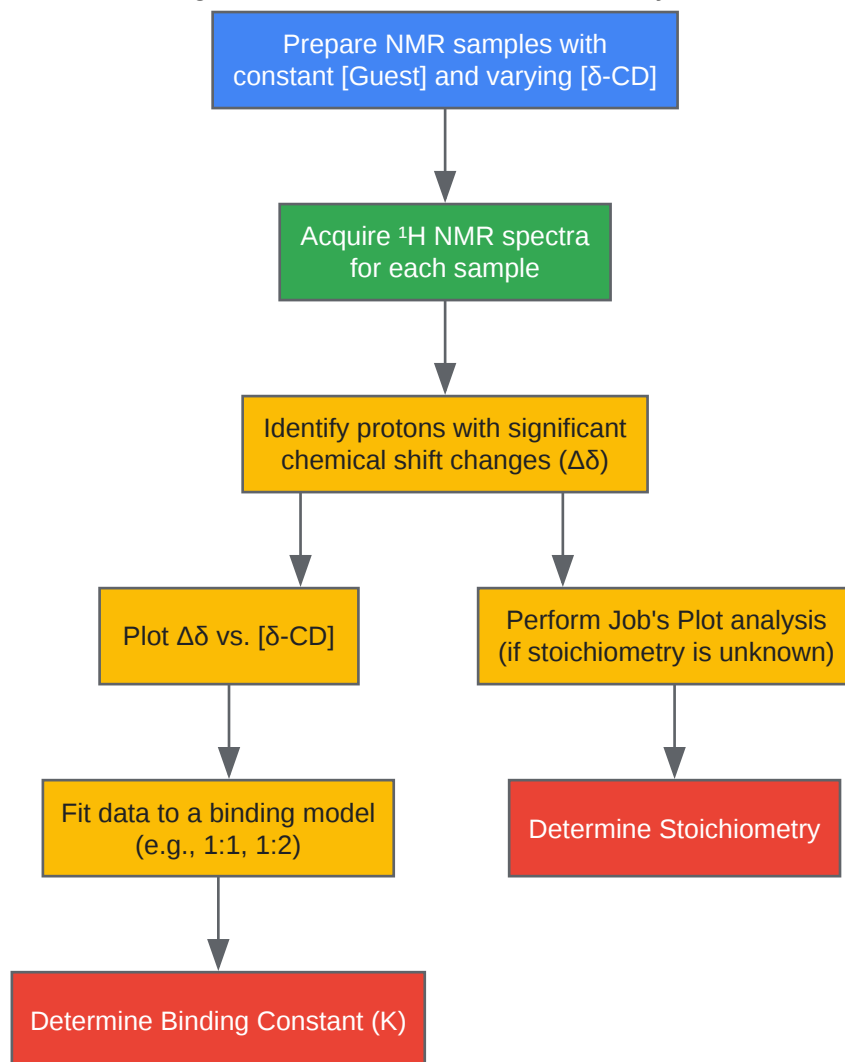 Prepare NMR samples with
constant [Guest] and varying [δ-CD]
Acquire ¹H NMR spectra
for each sample
Identify protons with significant
chemical shift changes (Δδ)
Plot Δδ vs. [δ-CD]
Perform Job's Plot analysis
(if stoichiometry is unknown)
Fit data to a binding model
(e.g., 1:1, 1:2)
Determine Stoichiometry
Determine Binding Constant (K)